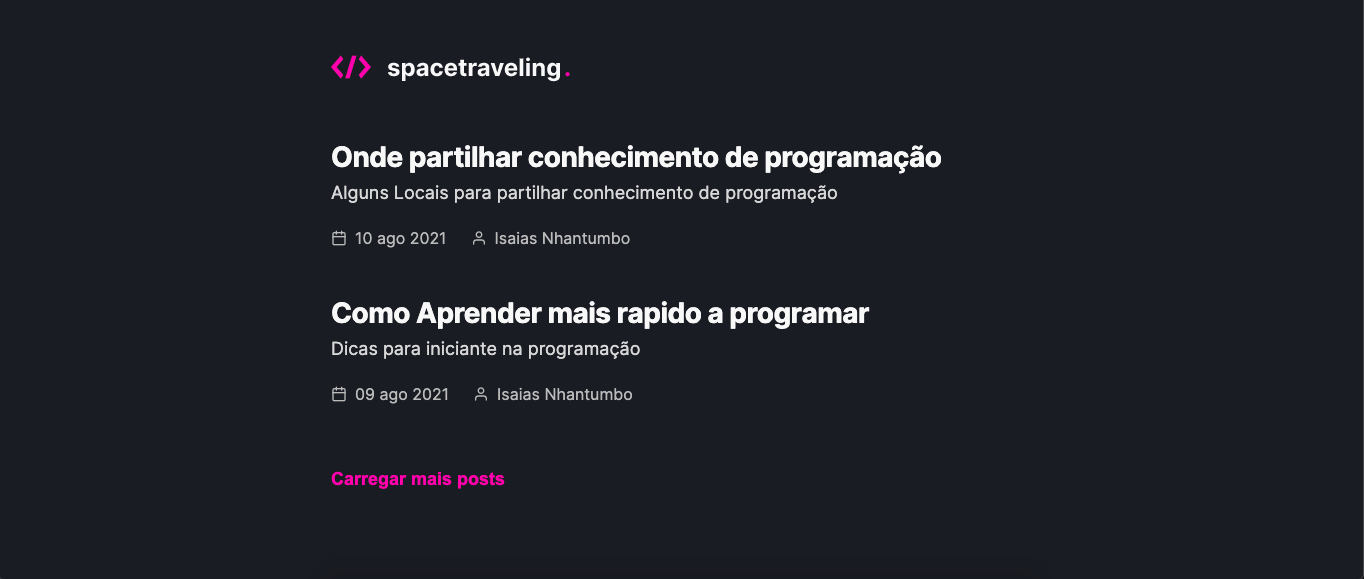 </> spacetraveling.
Onde partilhar conhecimento de programação
Alguns Locais para partilhar conhecimento de programação
10 ago 2021 Isaias Nhantumbo
Como Aprender mais rapido a programar
Dicas para iniciante na programação
09 ago 2021 Isaias Nhantumbo
Carregar mais posts